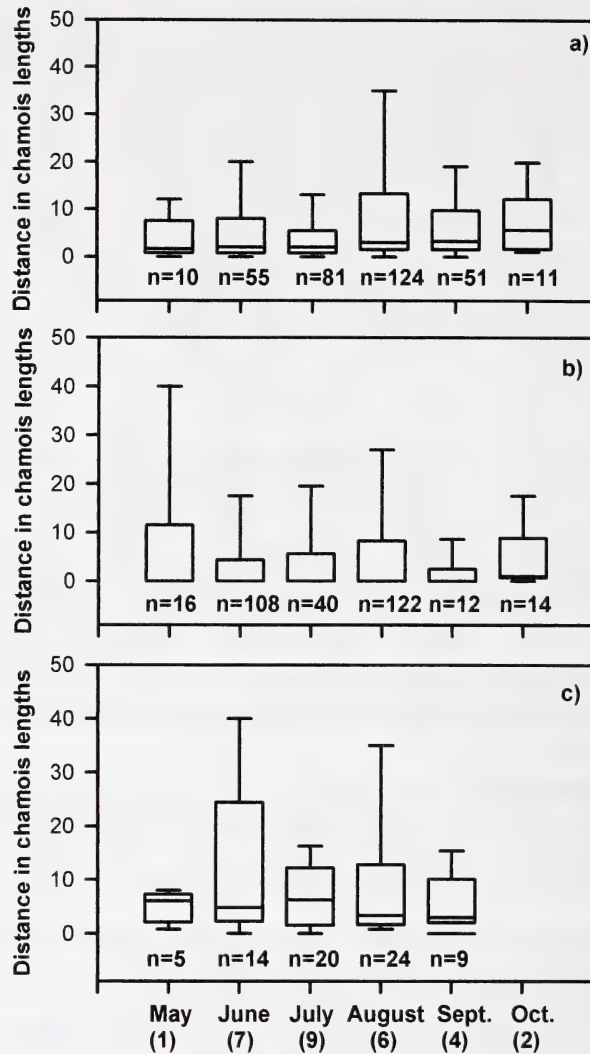 a)
Distance in chamois lengths
50
40
30
20
10
0
n=10 n=55 n=81 n=124 n=51 n=11
b)
Distance in chamois lengths
50
40
30
20
10
0
n=16 n=108 n=40 n=122 n=12 n=14
c)
Distance in chamois lengths
50
40
30
20
10
0
n=5 n=14 n=20 n=24 n=9
May June July August Sept. Oct.
(1) (7) (9) (6) (4) (2)